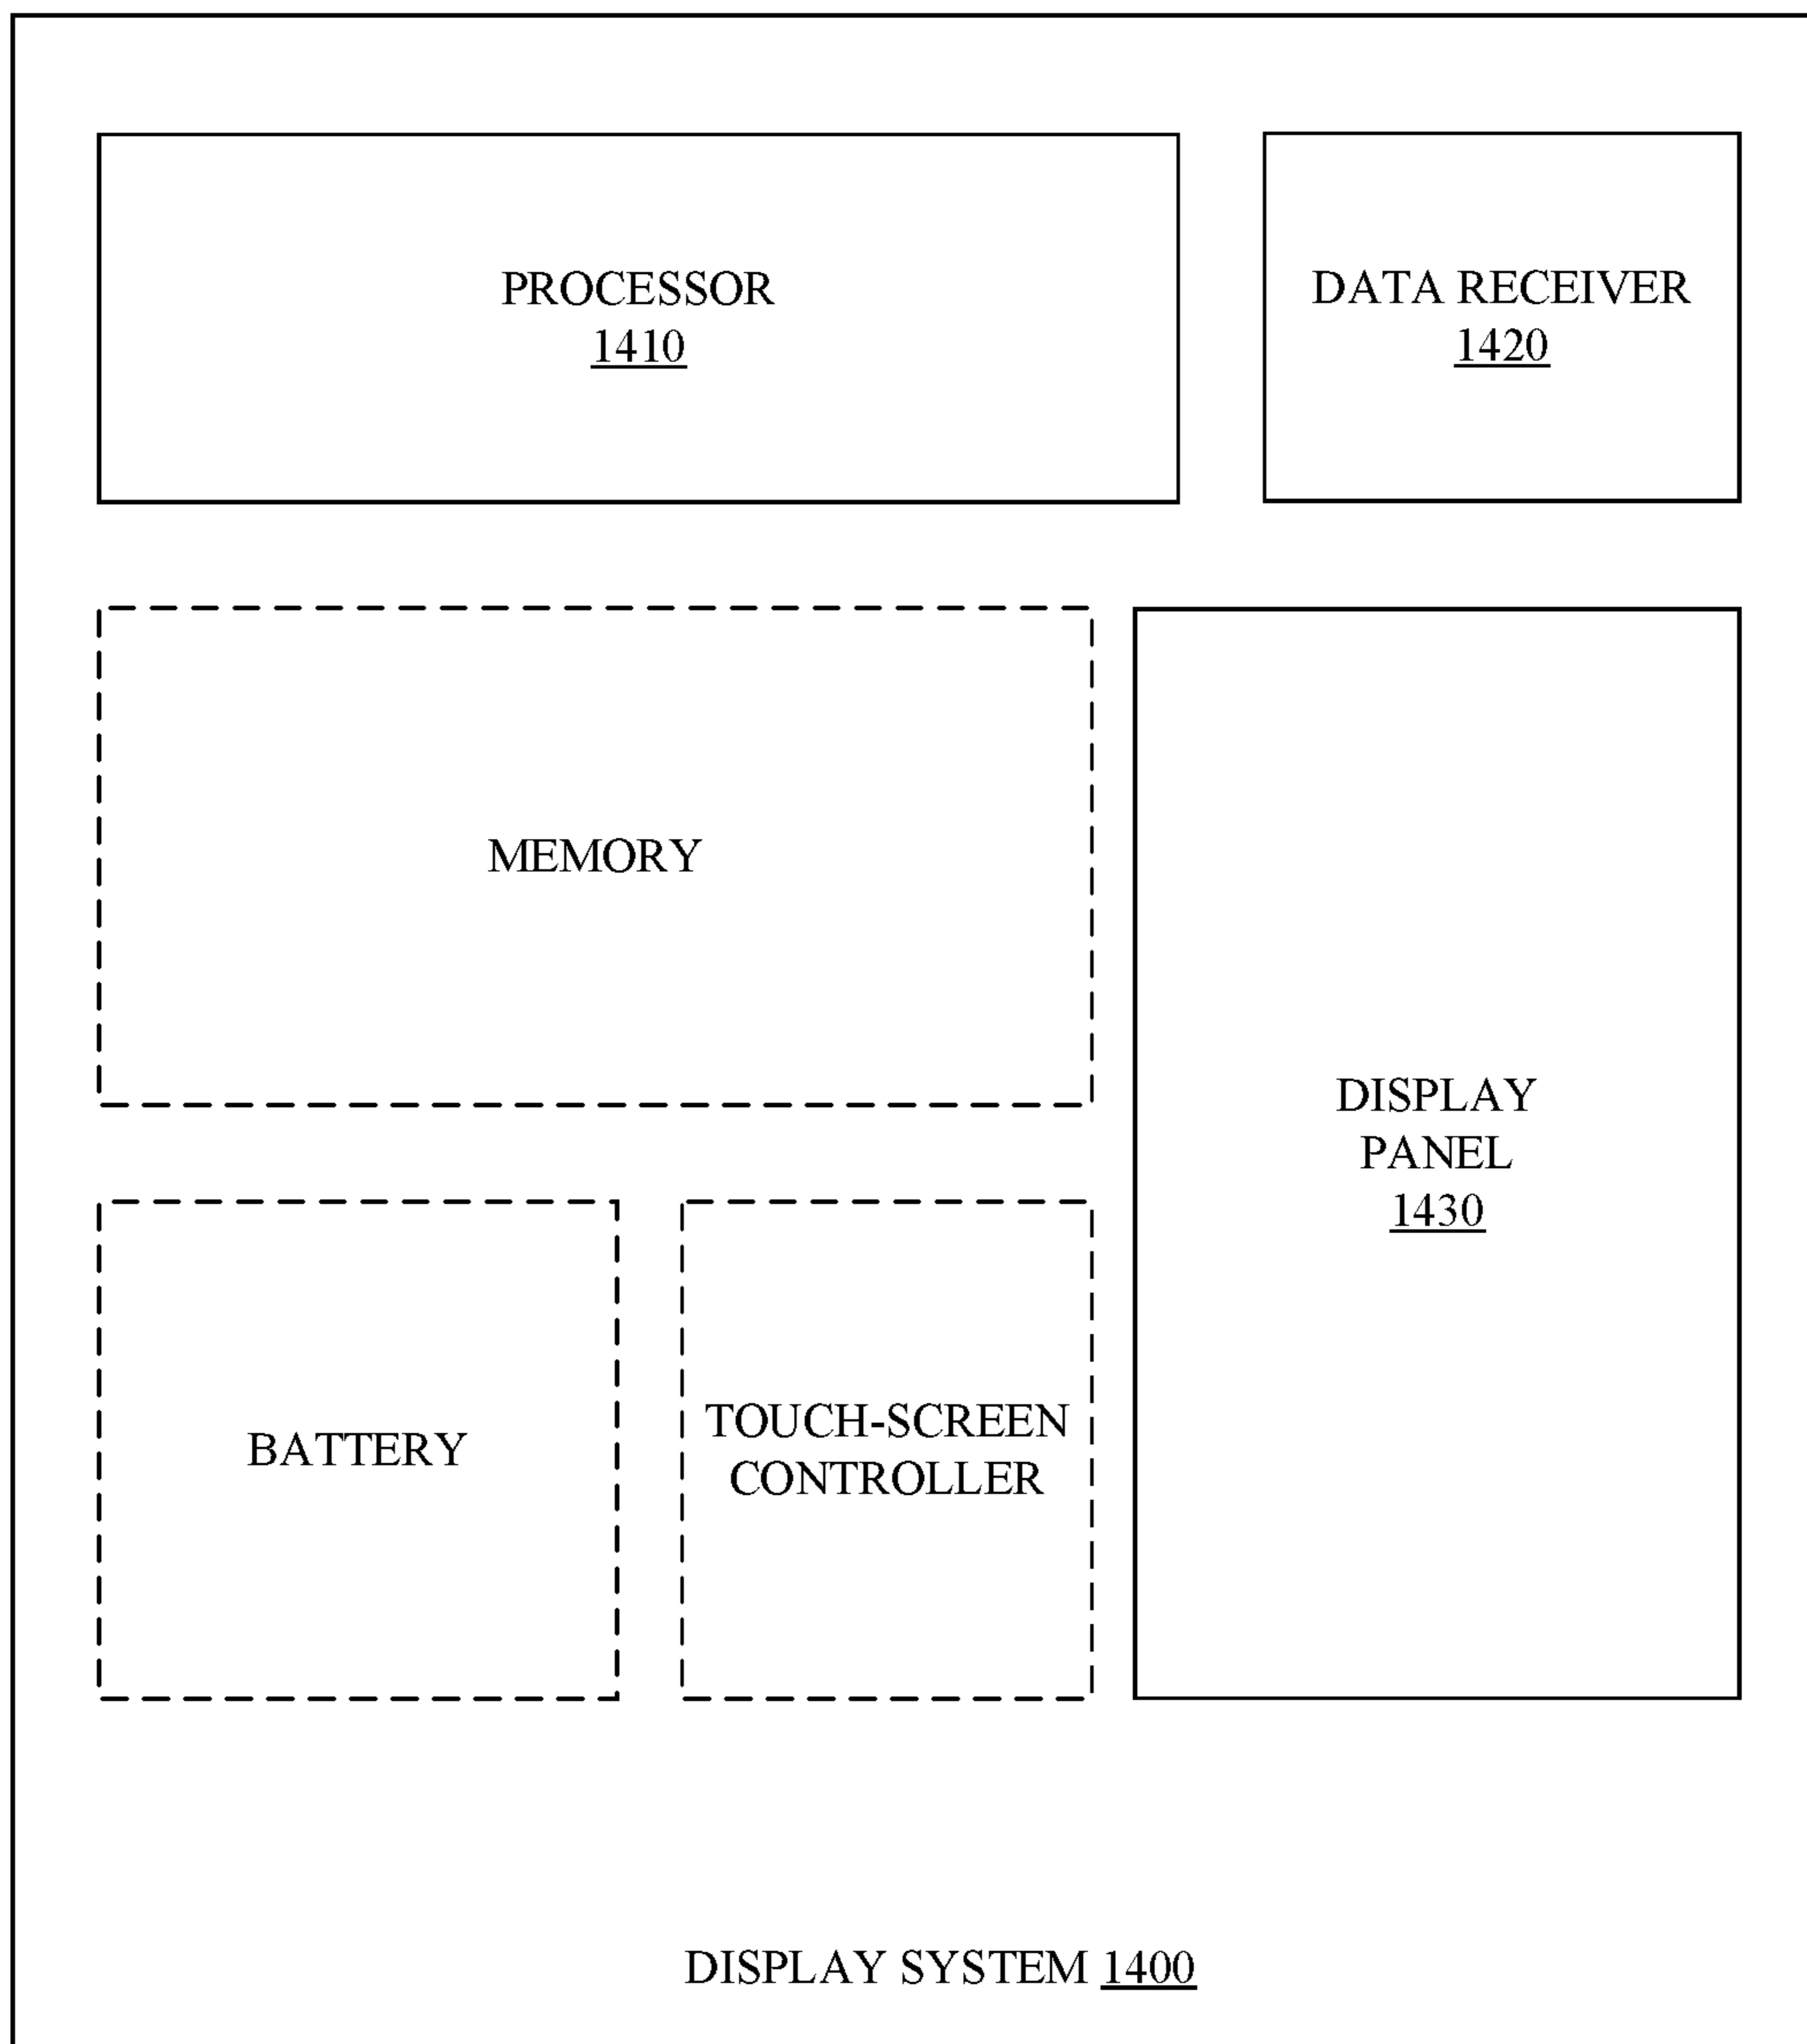 PROCESSOR
1410
DATA RECEIVER
1420
MEMORY
DISPLAY
PANEL
1430
BATTERY
TOUCH-SCREEN
CONTROLLER
DISPLAY SYSTEM 1400